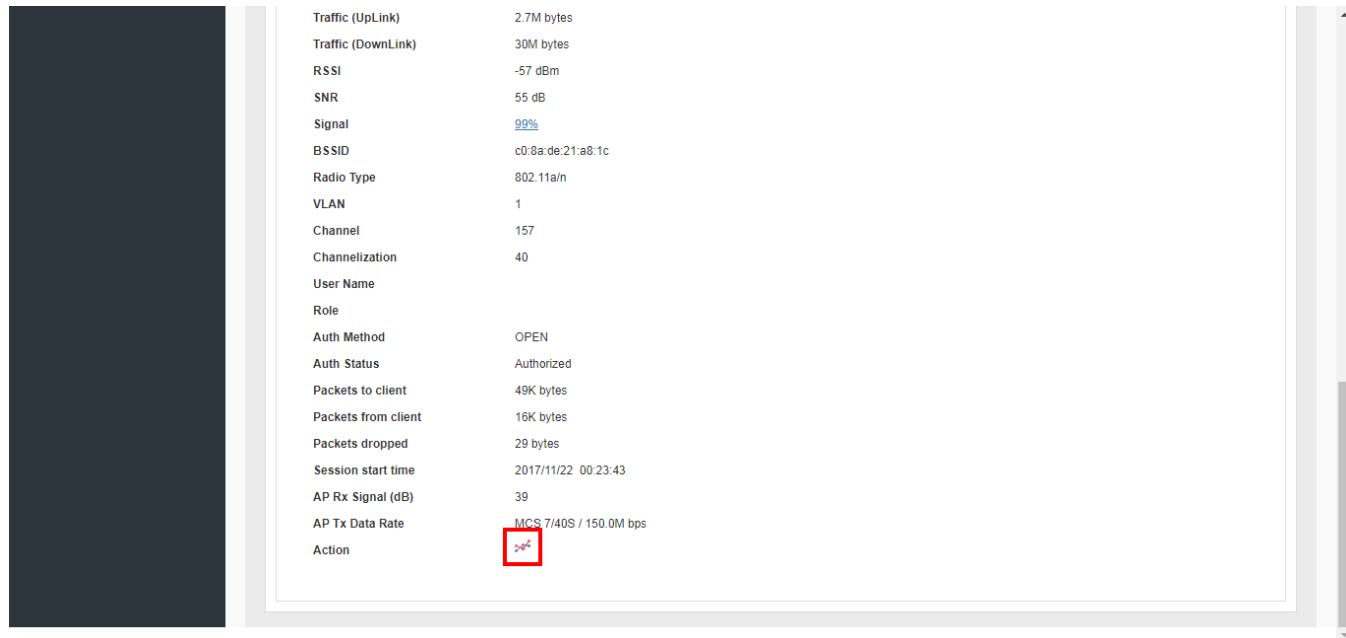 Traffic (UpLink) 2.7M bytes
Traffic (DownLink) 30M bytes
RSSI -57 dBm
SNR 55 dB
Signal 99%
BSSID c0:8a:de:21:a8:1c
Radio Type 802.11a/n
VLAN 1
Channel 157
Channelization 40
User Name
Role
Auth Method OPEN
Auth Status Authorized
Packets to client 49K bytes
Packets from client 16K bytes
Packets dropped 29 bytes
Session start time 2017/11/22 00:23:43
AP Rx Signal (dB) 39
AP Tx Data Rate MCS 7/40S / 150.0M bps
Action